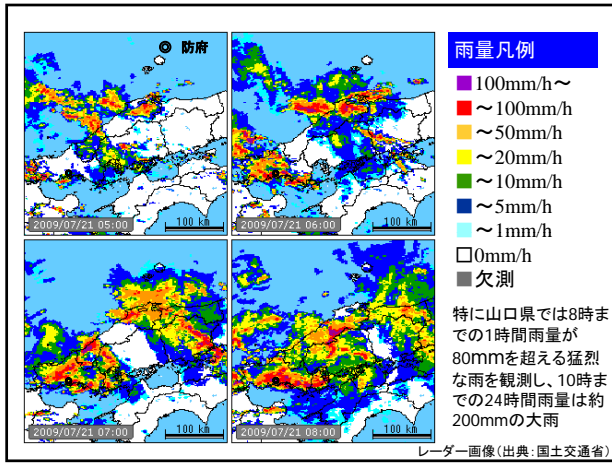 ◎ 防府
2009/07/21 05:00
100 km
2009/07/21 06:00
100 km
2009/07/21 07:00
100 km
2009/07/21 08:00
100 km
雨量凡例
100mm/h～
～100mm/h
～50mm/h
～20mm/h
～10mm/h
～5mm/h
～1mm/h
0mm/h
欠測
特に山口県では8時ま
での1時間雨量が
80mmを超える猛烈
な雨を観測し、10時ま
での24時間雨量は約
200mmの大雨
レーダー画像(出典：国土交通省)